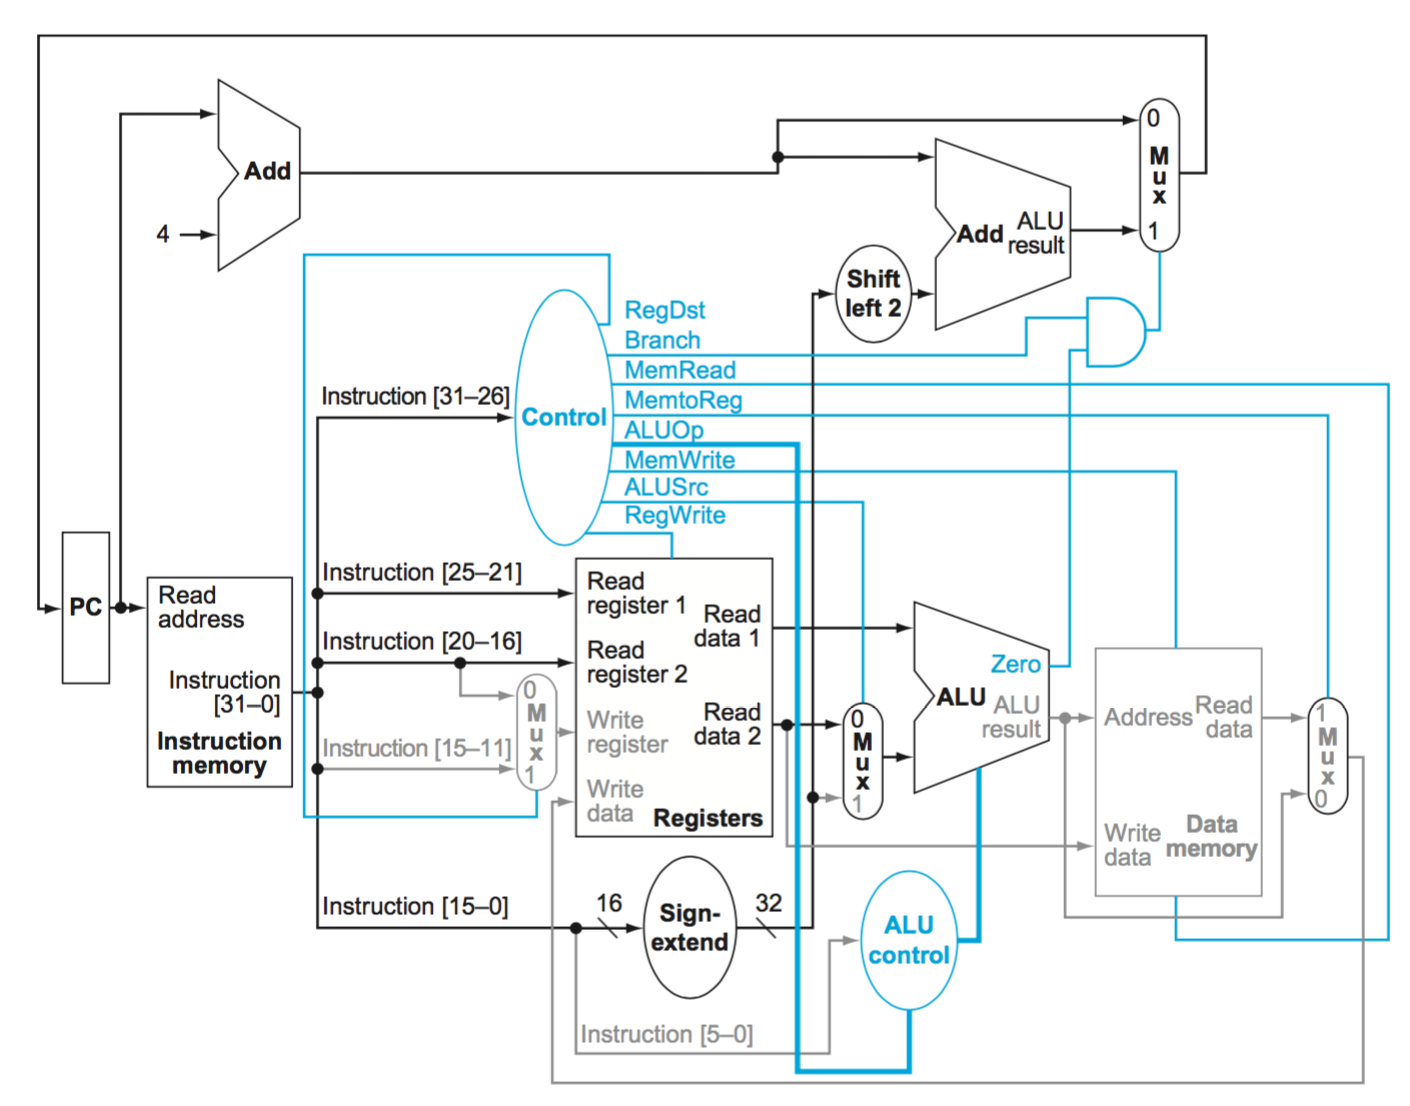 0
M
u
x
1
Add
ALU
Add result
4
Shift
left 2
RegDst
Branch
MemRead
Instruction [31–26]
MemtoReg
Control
ALUOp
MemWrite
ALUSrc
RegWrite
Instruction [25–21]
Read
register 1
Read
data 1
PC
Read
address
Instruction [20–16]
Read
register 2
Zero
Instruction
[31–0]
Instruction
memory
0
M
u
x
1
Instruction [15–11]
Write
register
Read
data 2
Write
data
Registers
0
M
u
x
1
ALU
ALU
result
Address
Read
data
Write
data
Data
memory
1
M
u
x
0
Instruction [15–0]
16
Sign-
extend
32
ALU
control
Instruction [5–0]